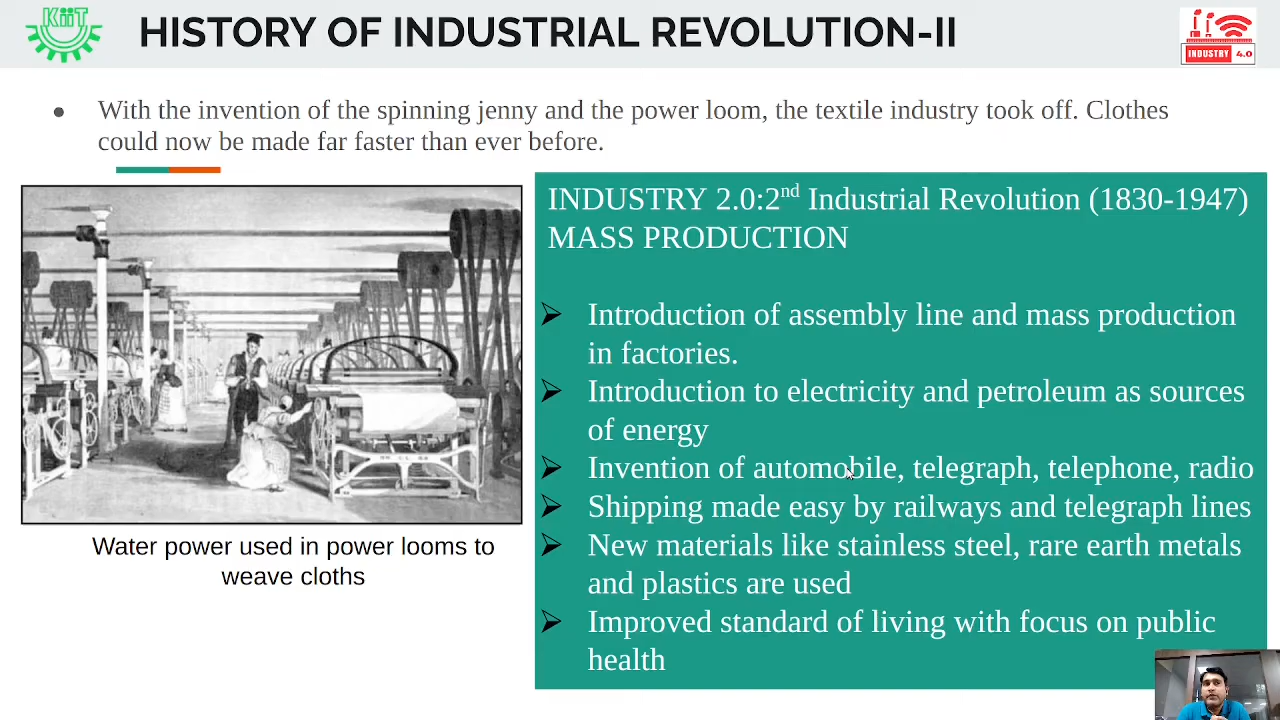 KiiT
HISTORY OF INDUSTRIAL REVOLUTION-II
INDUSTRY 4.0
● With the invention of the spinning jenny and the power loom, the textile industry took off. Clothes
could now be made far faster than ever before.
INDUSTRY 2.0:2nd Industrial Revolution (1830-1947)
MASS PRODUCTION
➢ Introduction of assembly line and mass production
in factories.
➢ Introduction to electricity and petroleum as sources
of energy
➢ Invention of automobile, telegraph, telephone, radio
➢ Shipping made easy by railways and telegraph lines
➢ New materials like stainless steel, rare earth metals
and plastics are used
➢ Improved standard of living with focus on public
health
Water power used in power looms to
weave cloths